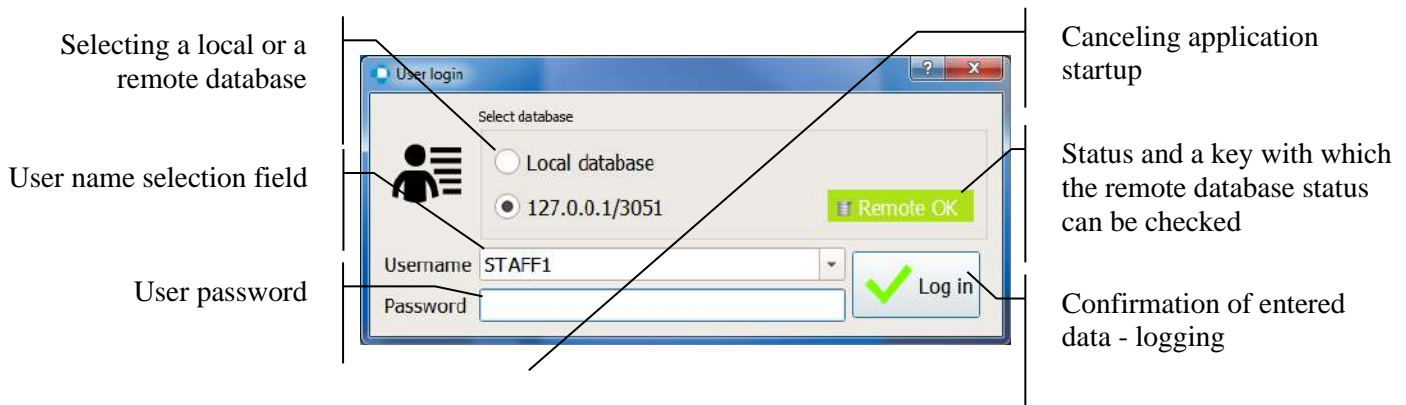 Selecting a local or a
remote database
User name selection field
User password
User login
?
X
Select database
Local database
127.0.0.1/3051
Remote OK
Username
STAFF1
Password
Log in
Canceling application
startup
Status and a key with which
the remote database status
can be checked
Confirmation of entered
data - logging